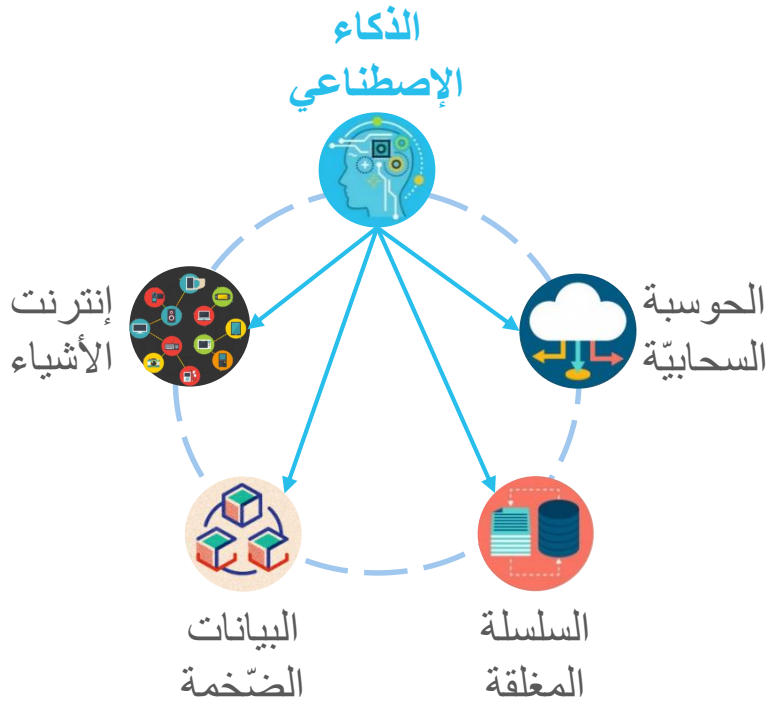 الذكاء
الإصطناعي
الحوسبة
السحابيّة
إنترنت
الأشياء
السلسلة
المغلقة
البيانات
الضّخمة